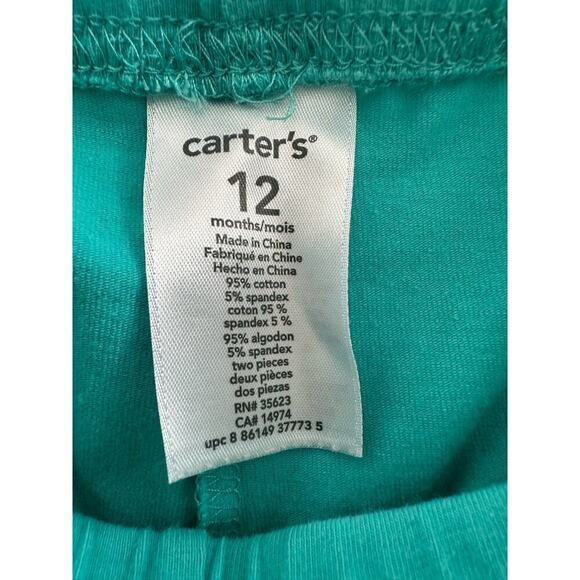 carter's®
12
months/mois
Made in China
Fabriqué en Chine
Hecho en China
95% cotton
5% spandex
coton 95 %
spandex 5 %
95% algodon
5% spandex
two pieces
deux pièces
dos piezas
RN# 35623
CA# 14974
upc 8 86149 37773 5